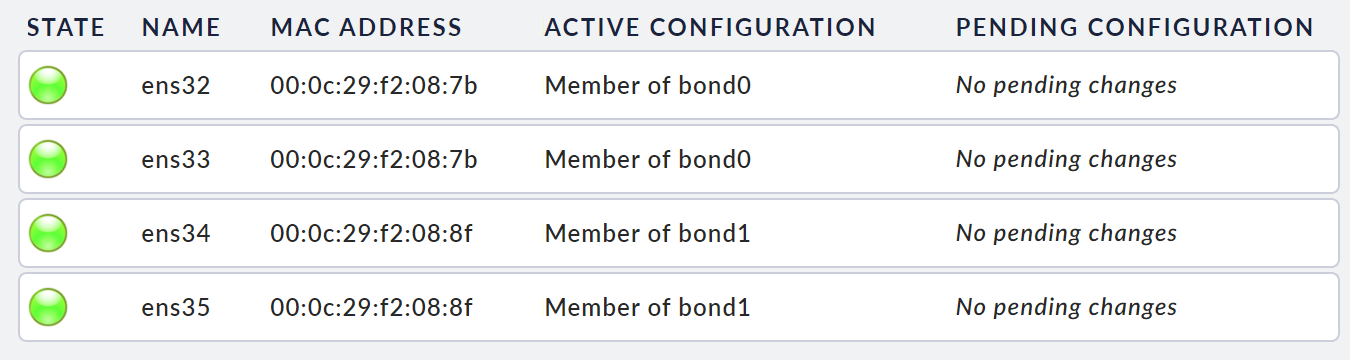 STATE NAME MAC ADDRESS ACTIVE CONFIGURATION PENDING CONFIGURATION
ens32 00:0c:29:f2:08:7b Member of bond0 No pending changes
ens33 00:0c:29:f2:08:7b Member of bond0 No pending changes
ens34 00:0c:29:f2:08:8f Member of bond1 No pending changes
ens35 00:0c:29:f2:08:8f Member of bond1 No pending changes